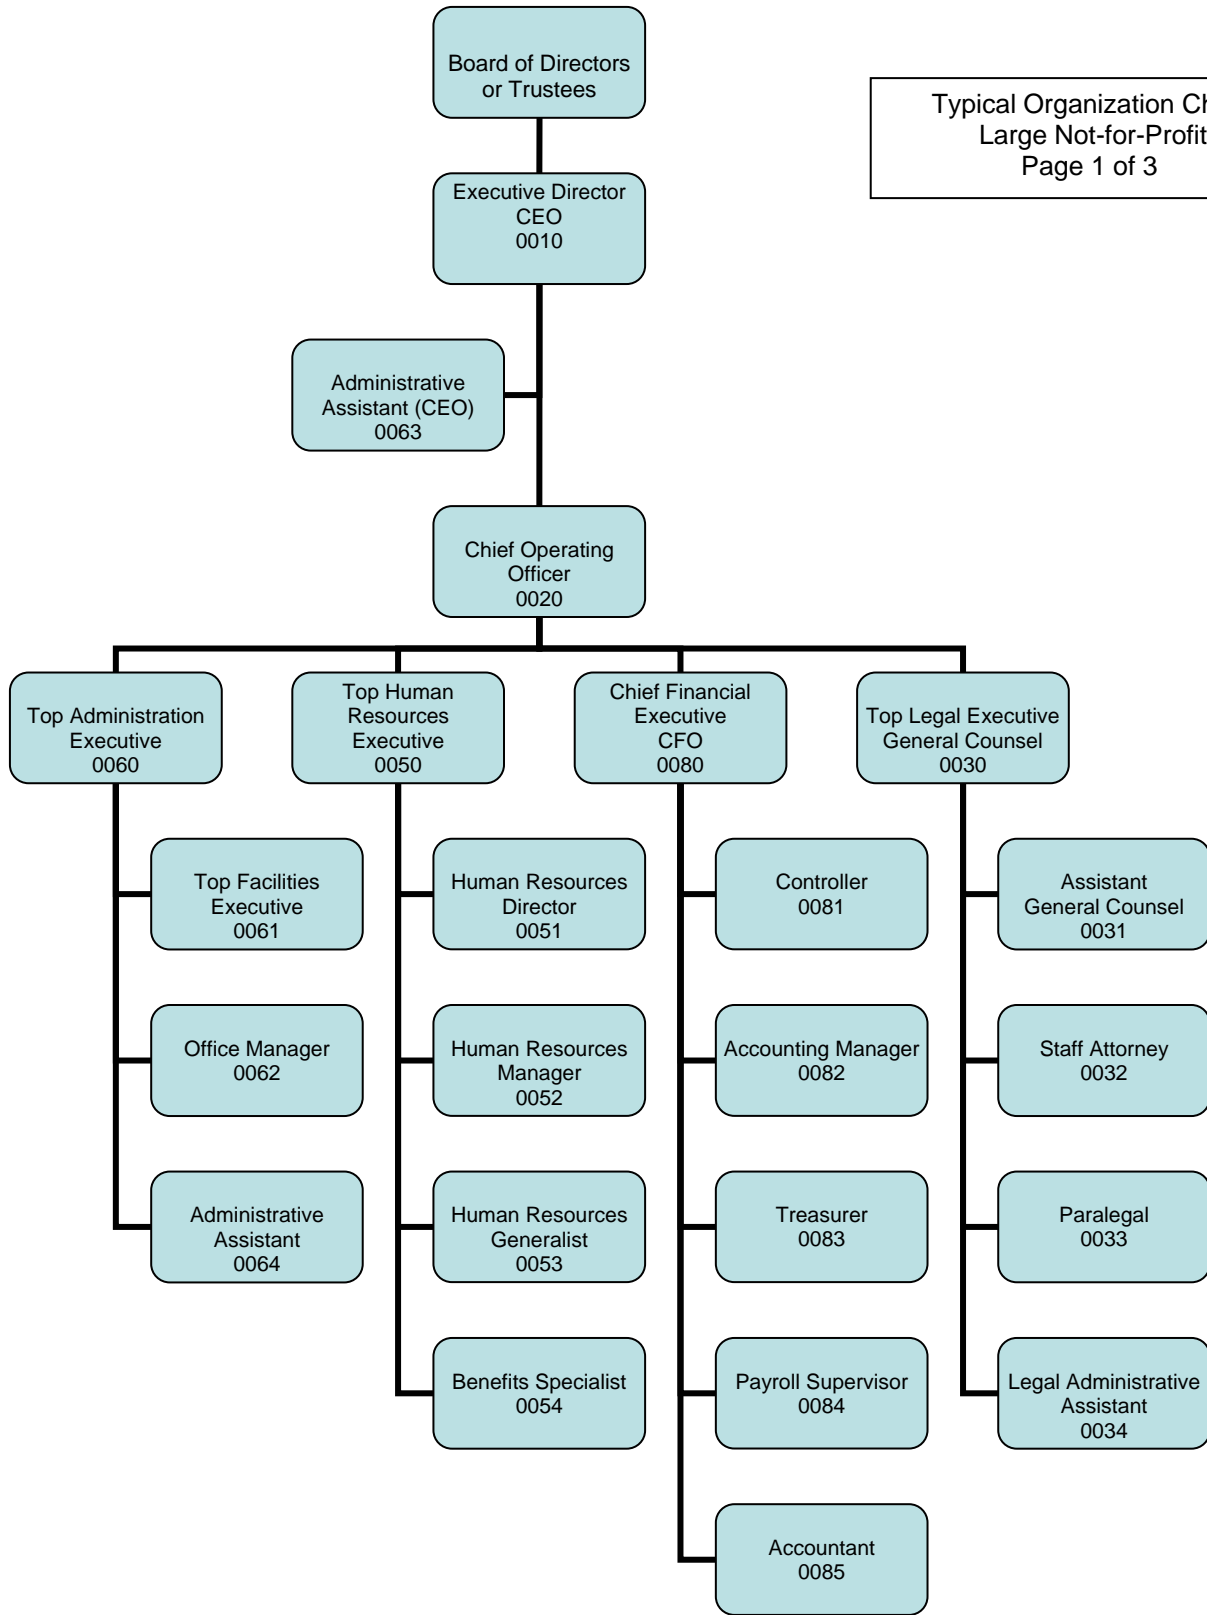 Board of Directors
or Trustees
Typical Organization Ch
Large Not-for-Profit
Page 1 of 3
Executive Director
CEO
0010
Administrative
Assistant (CEO)
0063
Chief Operating
Officer
0020
Top Administration
Executive
0060
Top Human
Resources
Executive
0050
Chief Financial
Executive
CFO
0080
Top Legal Executive
General Counsel
0030
Top Facilities
Executive
0061
Human Resources
Director
0051
Controller
0081
Assistant
General Counsel
0031
Office Manager
0062
Human Resources
Manager
0052
Accounting Manager
0082
Staff Attorney
0032
Administrative
Assistant
0064
Human Resources
Generalist
0053
Treasurer
0083
Paralegal
0033
Benefits Specialist
0054
Payroll Supervisor
0084
Legal Administrative
Assistant
0034
Accountant
0085